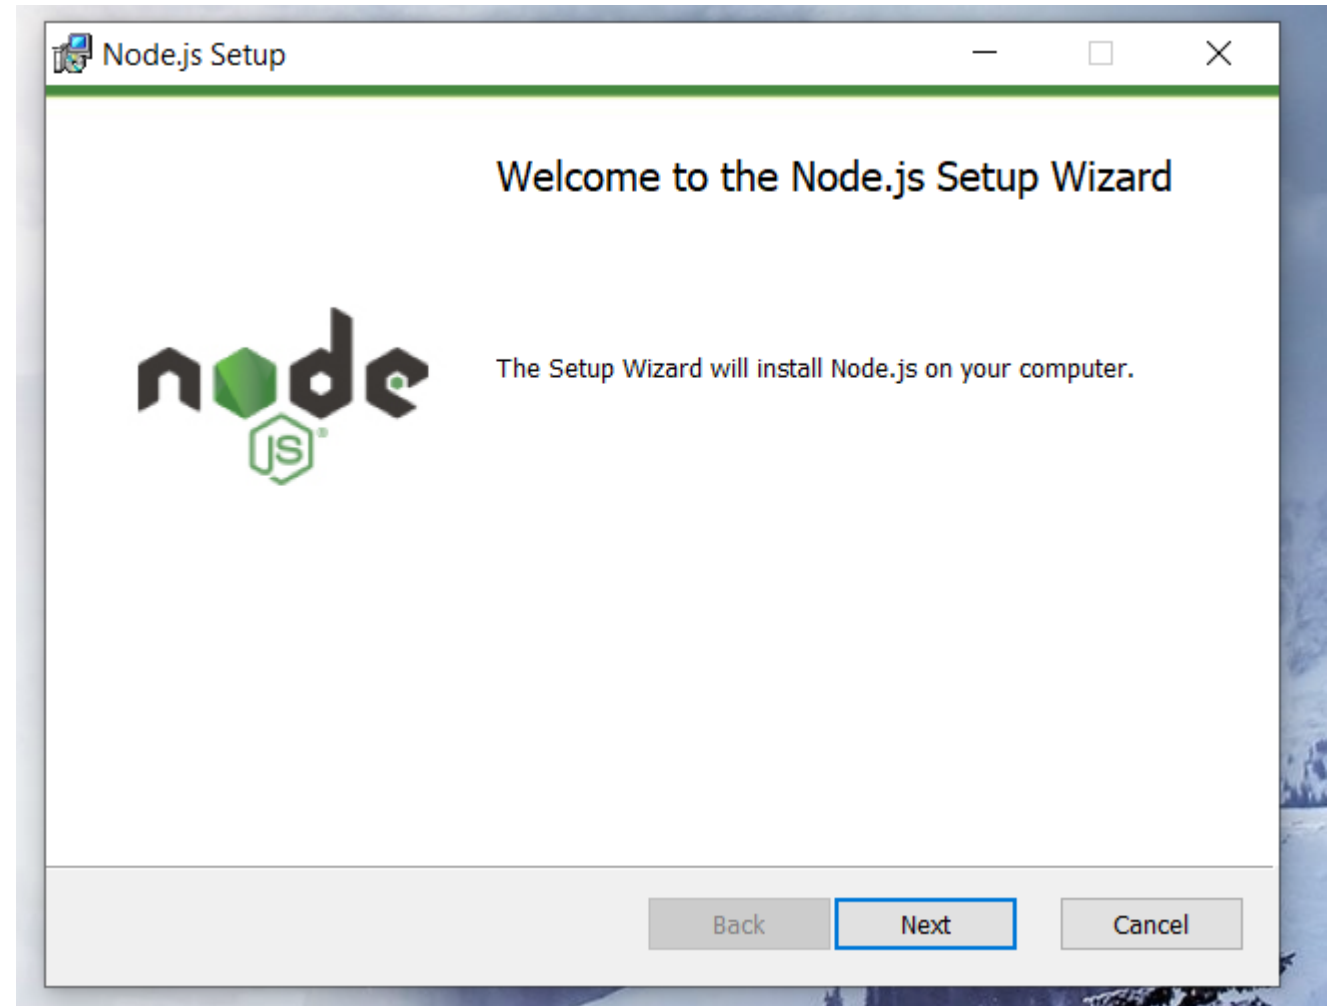 Node.js Setup
Welcome to the Node.js Setup Wizard
The Setup Wizard will install Node.js on your computer.
node
JS®
Back
Next
Cancel